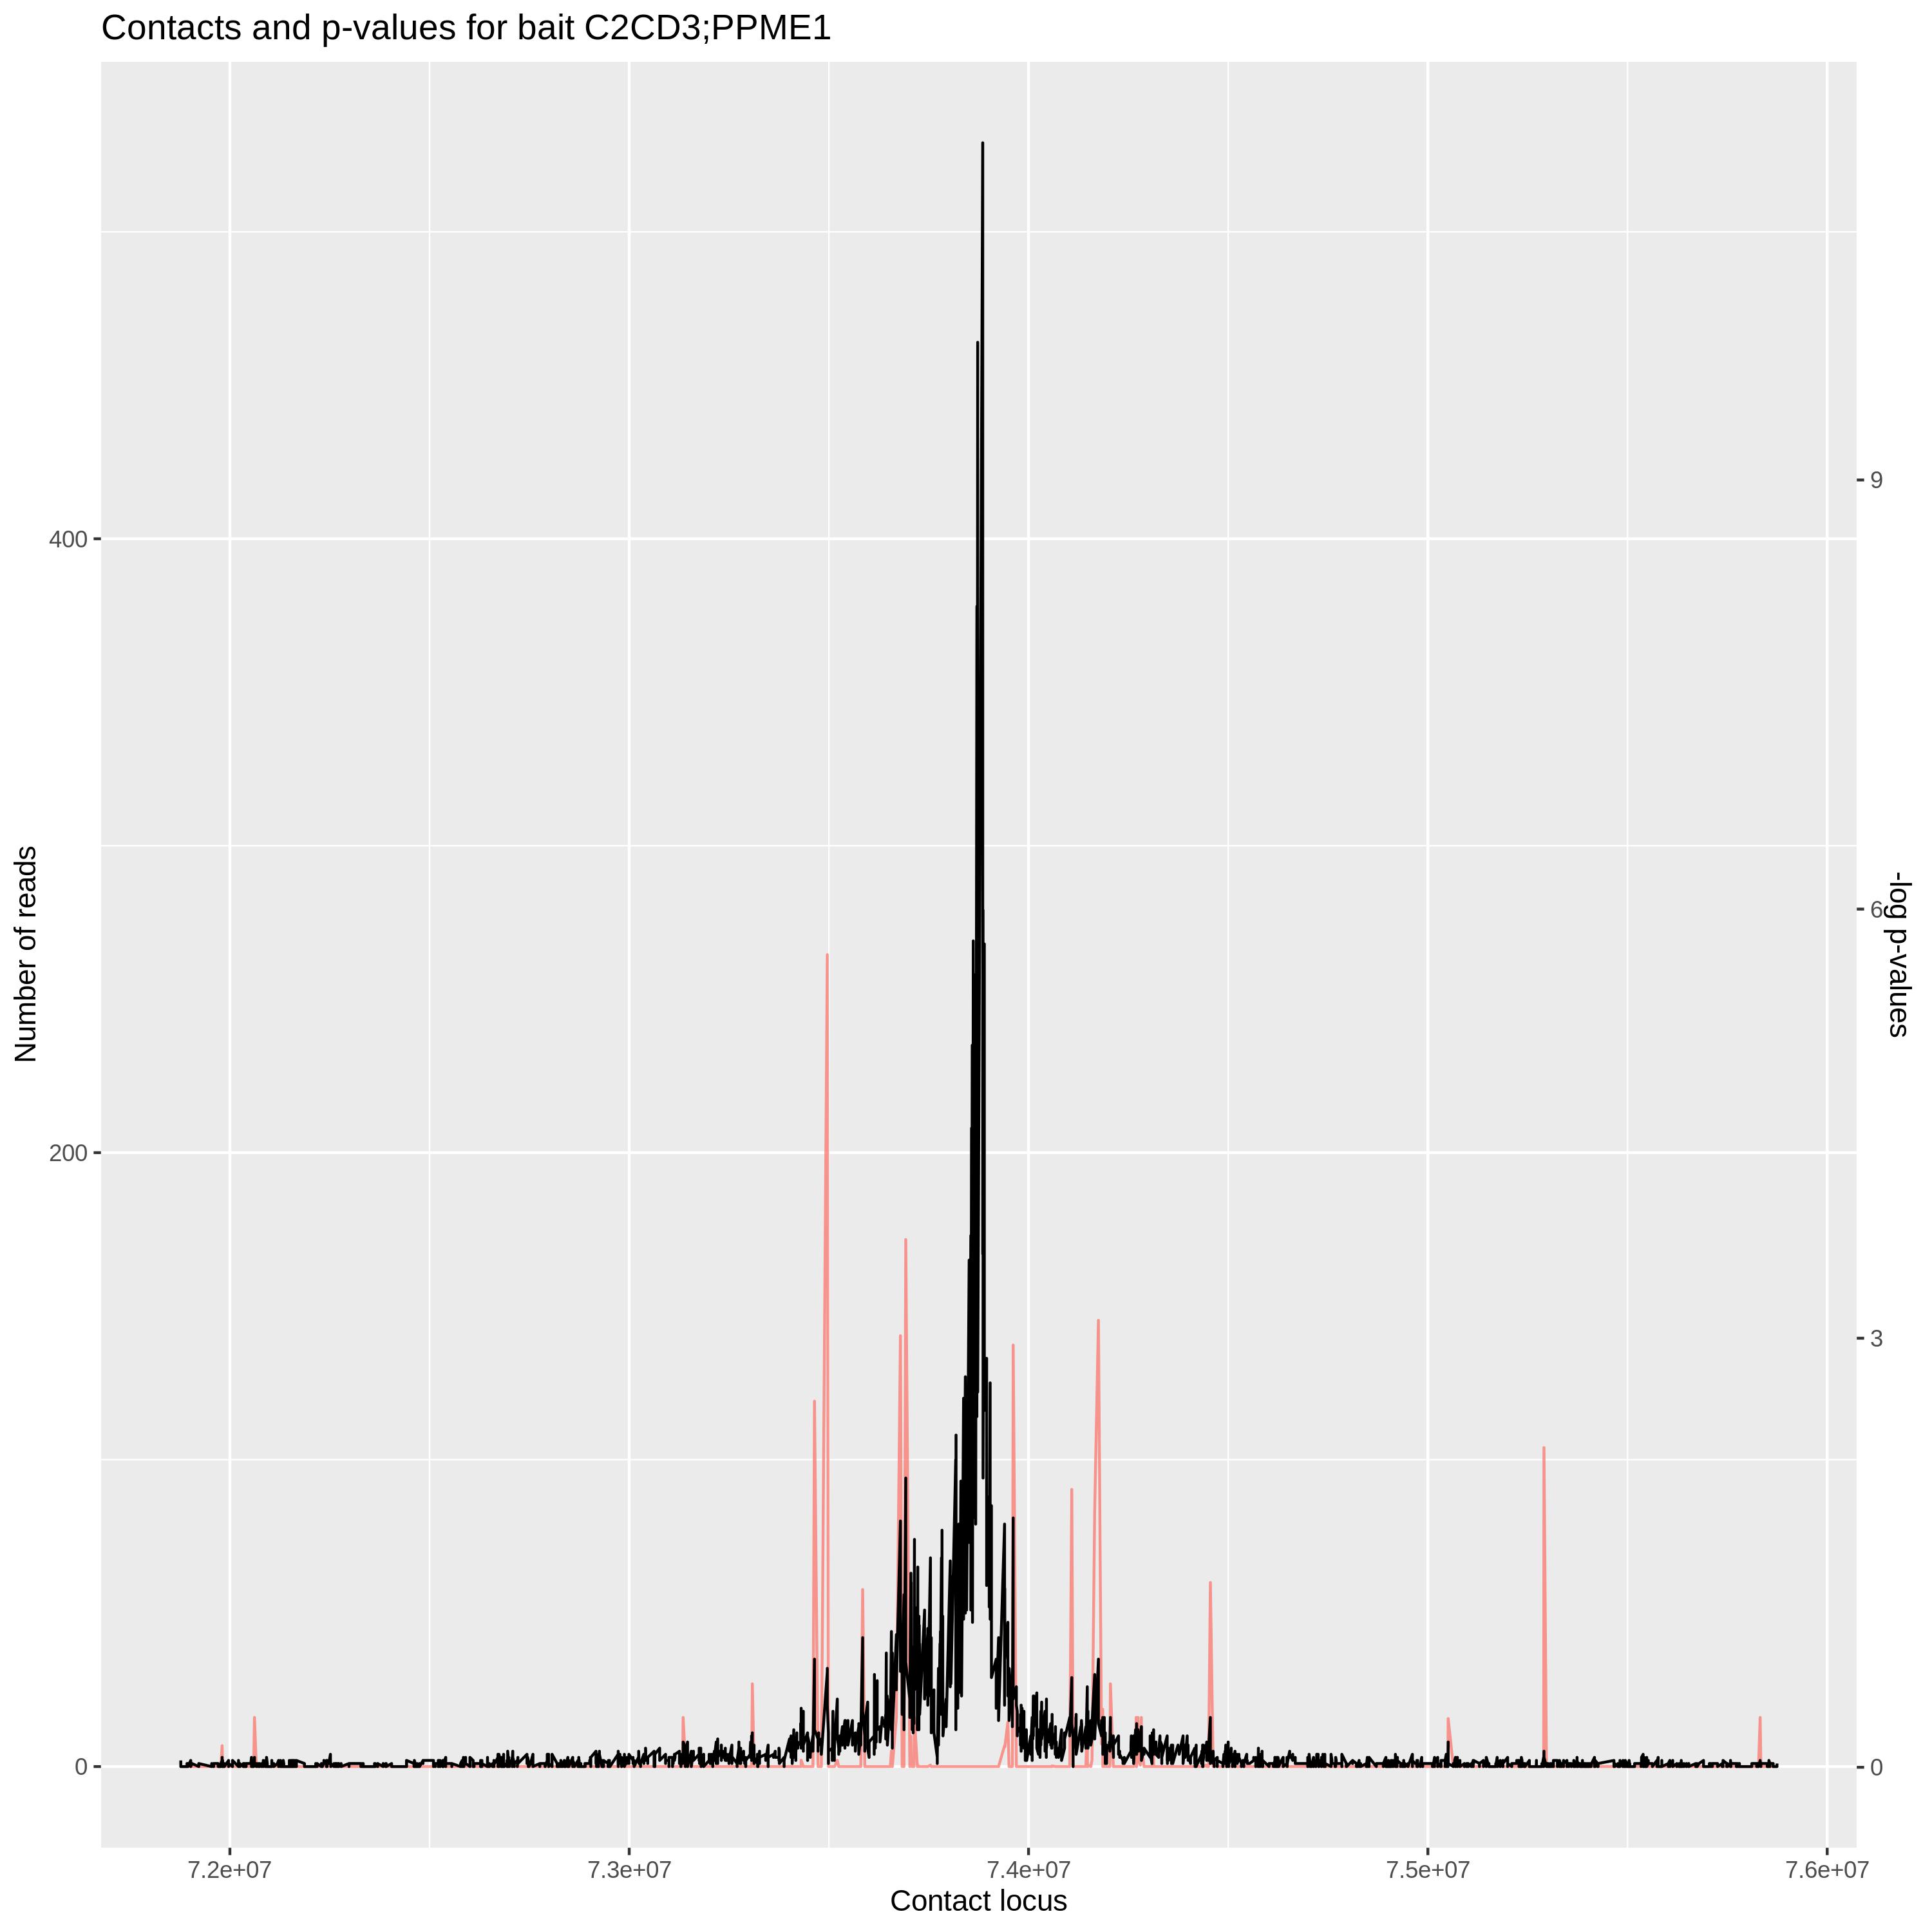 Contacts and p-values for bait C2CD3;PPME1
Number of reads
400
200
0
9
6
3
0
-log p-values
7.2e+07
7.3e+07
7.4e+07
7.5e+07
7.6e+07
Contact locus